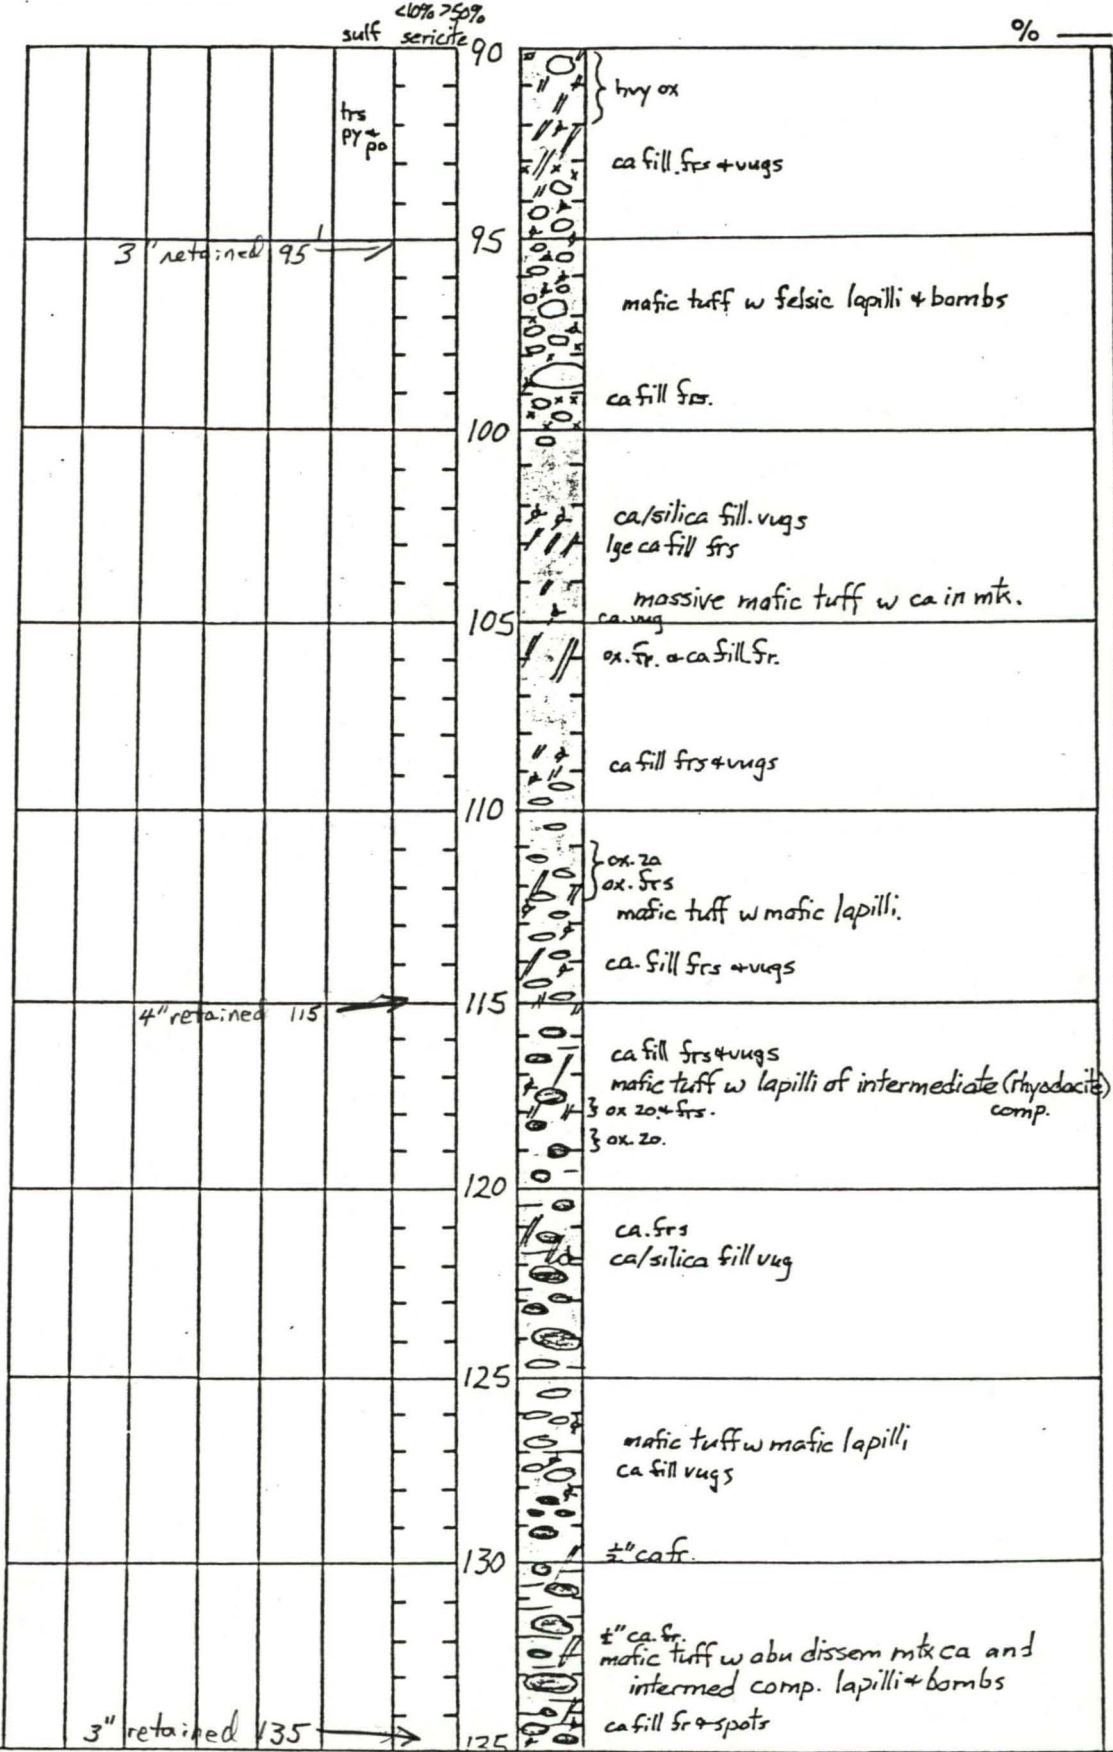 <10% >50%
sulf sericite %
90
hvy ox
trs
py +
po
ca fill. frs + vugs
3" retained 95' 95
mafic tuff w felsic lapilli + bombs
ca fill frs.
100
ca/silica fill. vugs
lge ca fill frs
massive mafic tuff w ca in mtx.
105 ca. vug
ox. fr. + ca fill fr.
ca fill frs + vugs
110
ox. zo
ox. frs
mafic tuff w mafic lapilli.
ca. fill frs + vugs
4" retained 115 115
ca fill frs + vugs
mafic tuff w lapilli of intermediate (rhyodacite)
ox zo + frs. comp.
ox. zo.
120
ca. frs
ca/silica fill vug
125
mafic tuff w mafic lapilli
ca fill vugs
½" ca fr.
130
½" ca. fr.
mafic tuff w abu dissem mtx ca and
intermed comp. lapilli + bombs
ca fill fr + spots
3" retained 135 135